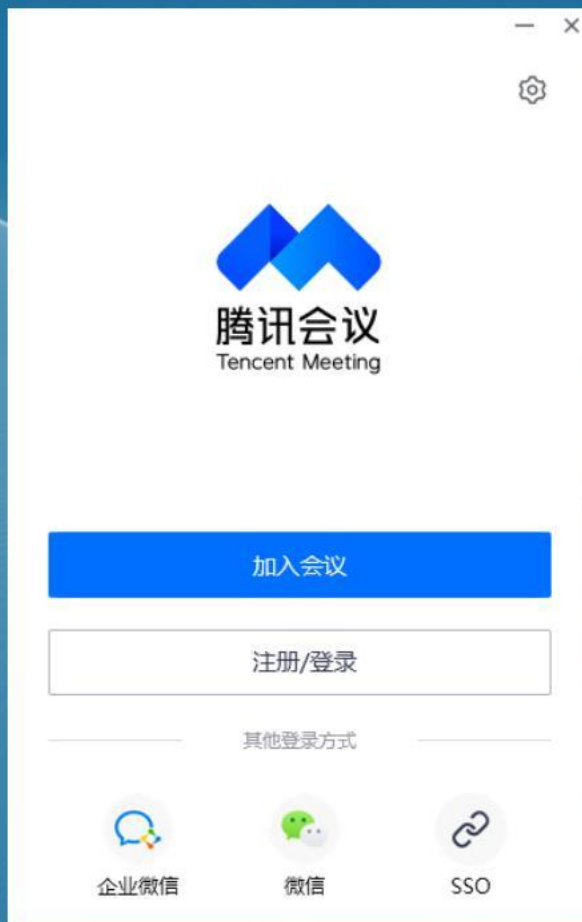 腾讯会议
Tencent Meeting
加入会议
注册/登录
其他登录方式
企业微信
微信
SSO